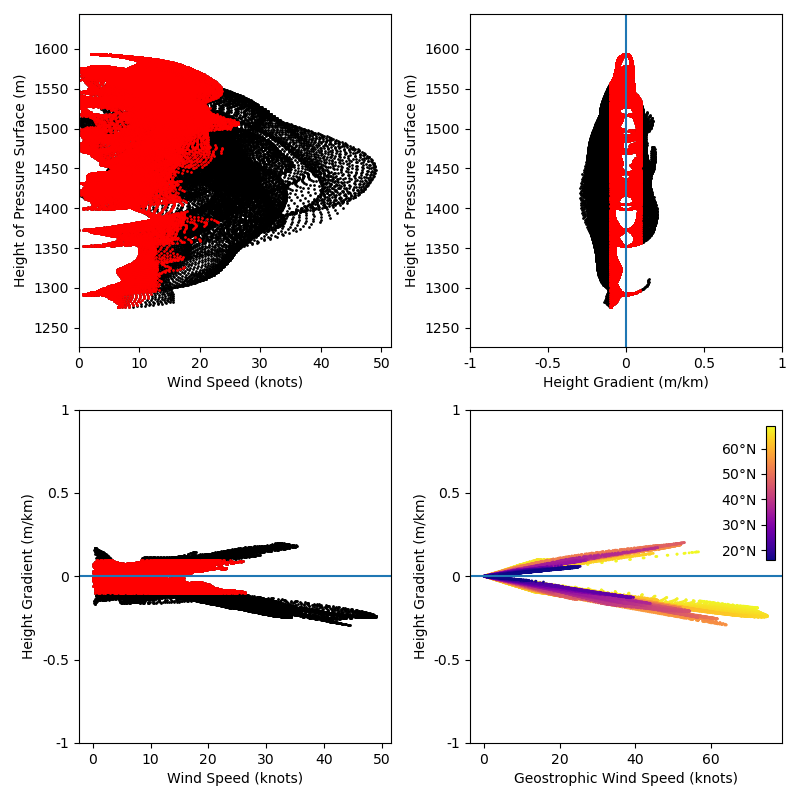 1600
1550
1500
1450
1400
1350
1300
1250
Height of Pressure Surface (m)
0 10 20 30 40 50
Wind Speed (knots)
1600
1550
1500
1450
1400
1350
1300
1250
Height of Pressure Surface (m)
-1 -0.5 0 0.5 1
Height Gradient (m/km)
1
0.5
0
-0.5
-1
Height Gradient (m/km)
0 10 20 30 40 50
Wind Speed (knots)
1
0.5
0
-0.5
-1
Height Gradient (m/km)
60°N
50°N
40°N
30°N
20°N
0 20 40 60
Geostrophic Wind Speed (knots)